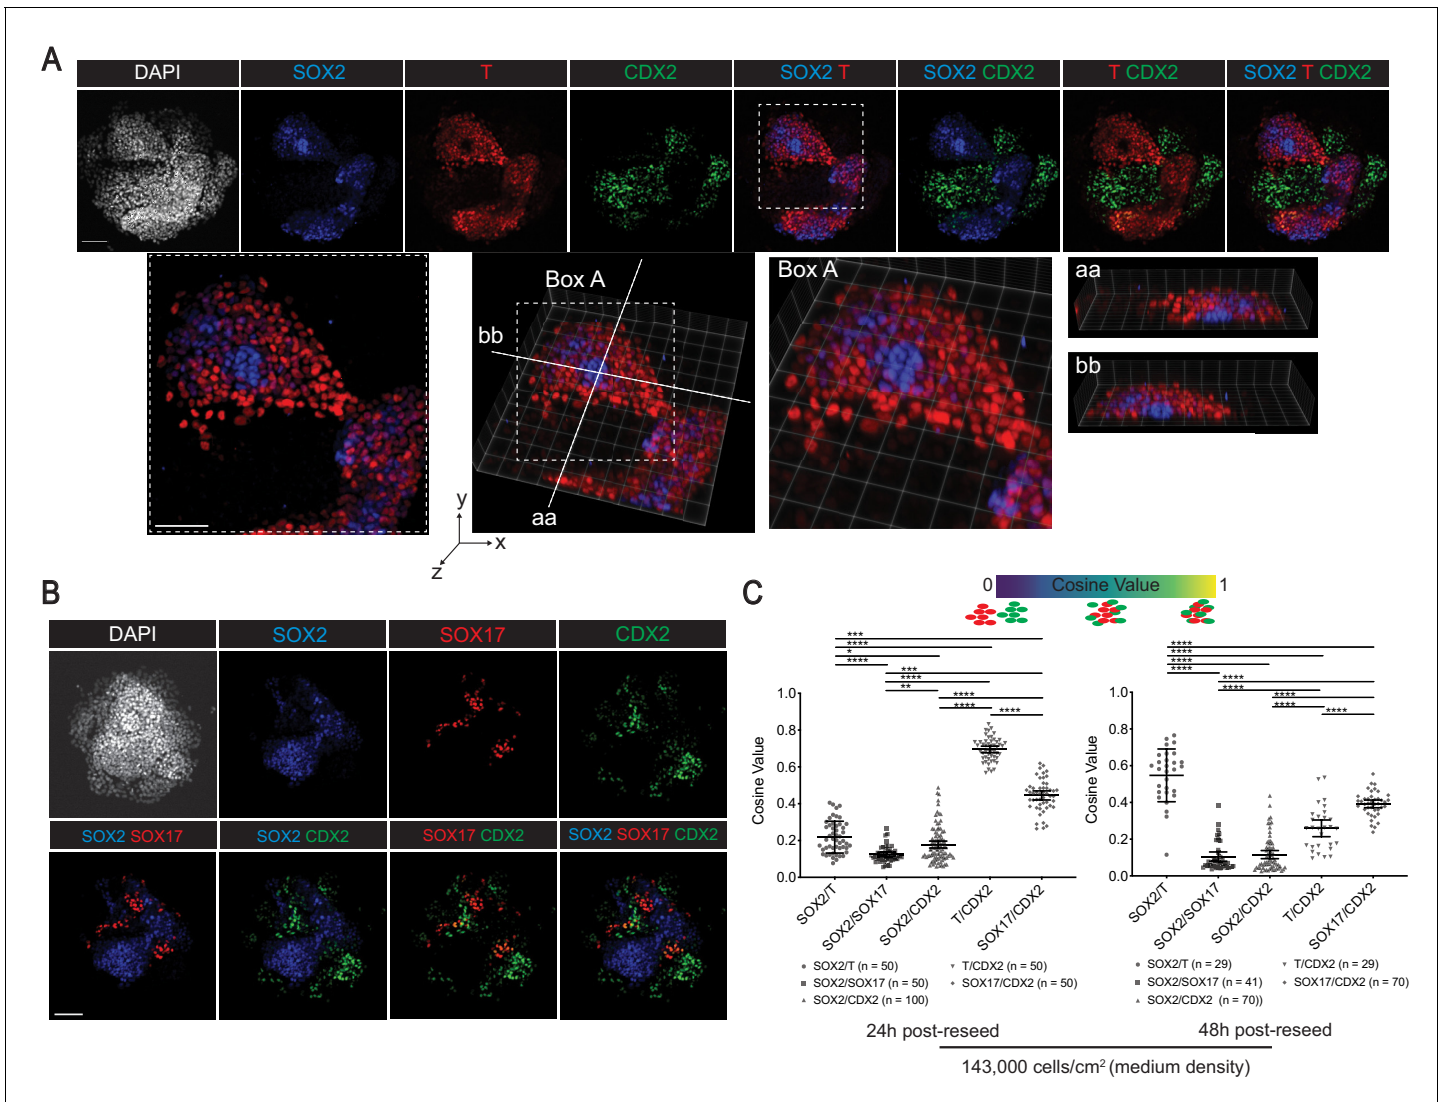 A
DAPI SOX2 T CDX2 SOX2 T SOX2 CDX2 T CDX2 SOX2 T CDX2
Box A
bb
aa
Box A
aa
bb
y
x
z
B
DAPI SOX2 SOX17 CDX2
SOX2 SOX17 SOX2 CDX2 SOX17 CDX2 SOX2 SOX17 CDX2
C
0 Cosine Value 1
***
****
*
****
***
****
**
****
****
****
Cosine Value
1.0
0.8
0.6
0.4
0.2
0.0
SOX2/T
SOX2/SOX17
SOX2/CDX2
T/CDX2
SOX17/CDX2
SOX2/T (n = 50)
SOX2/SOX17 (n = 50)
SOX2/CDX2 (n = 100)
T/CDX2 (n = 50)
SOX17/CDX2 (n = 50)
24h post-reseed
****
****
****
****
****
****
****
****
****
Cosine Value
1.0
0.8
0.6
0.4
0.2
0.0
SOX2/T
SOX2/SOX17
SOX2/CDX2
T/CDX2
SOX17/CDX2
SOX2/T (n = 29)
SOX2/SOX17 (n = 41)
SOX2/CDX2 (n = 70))
T/CDX2 (n = 29)
SOX17/CDX2 (n = 70)
48h post-reseed
143,000 cells/cm² (medium density)